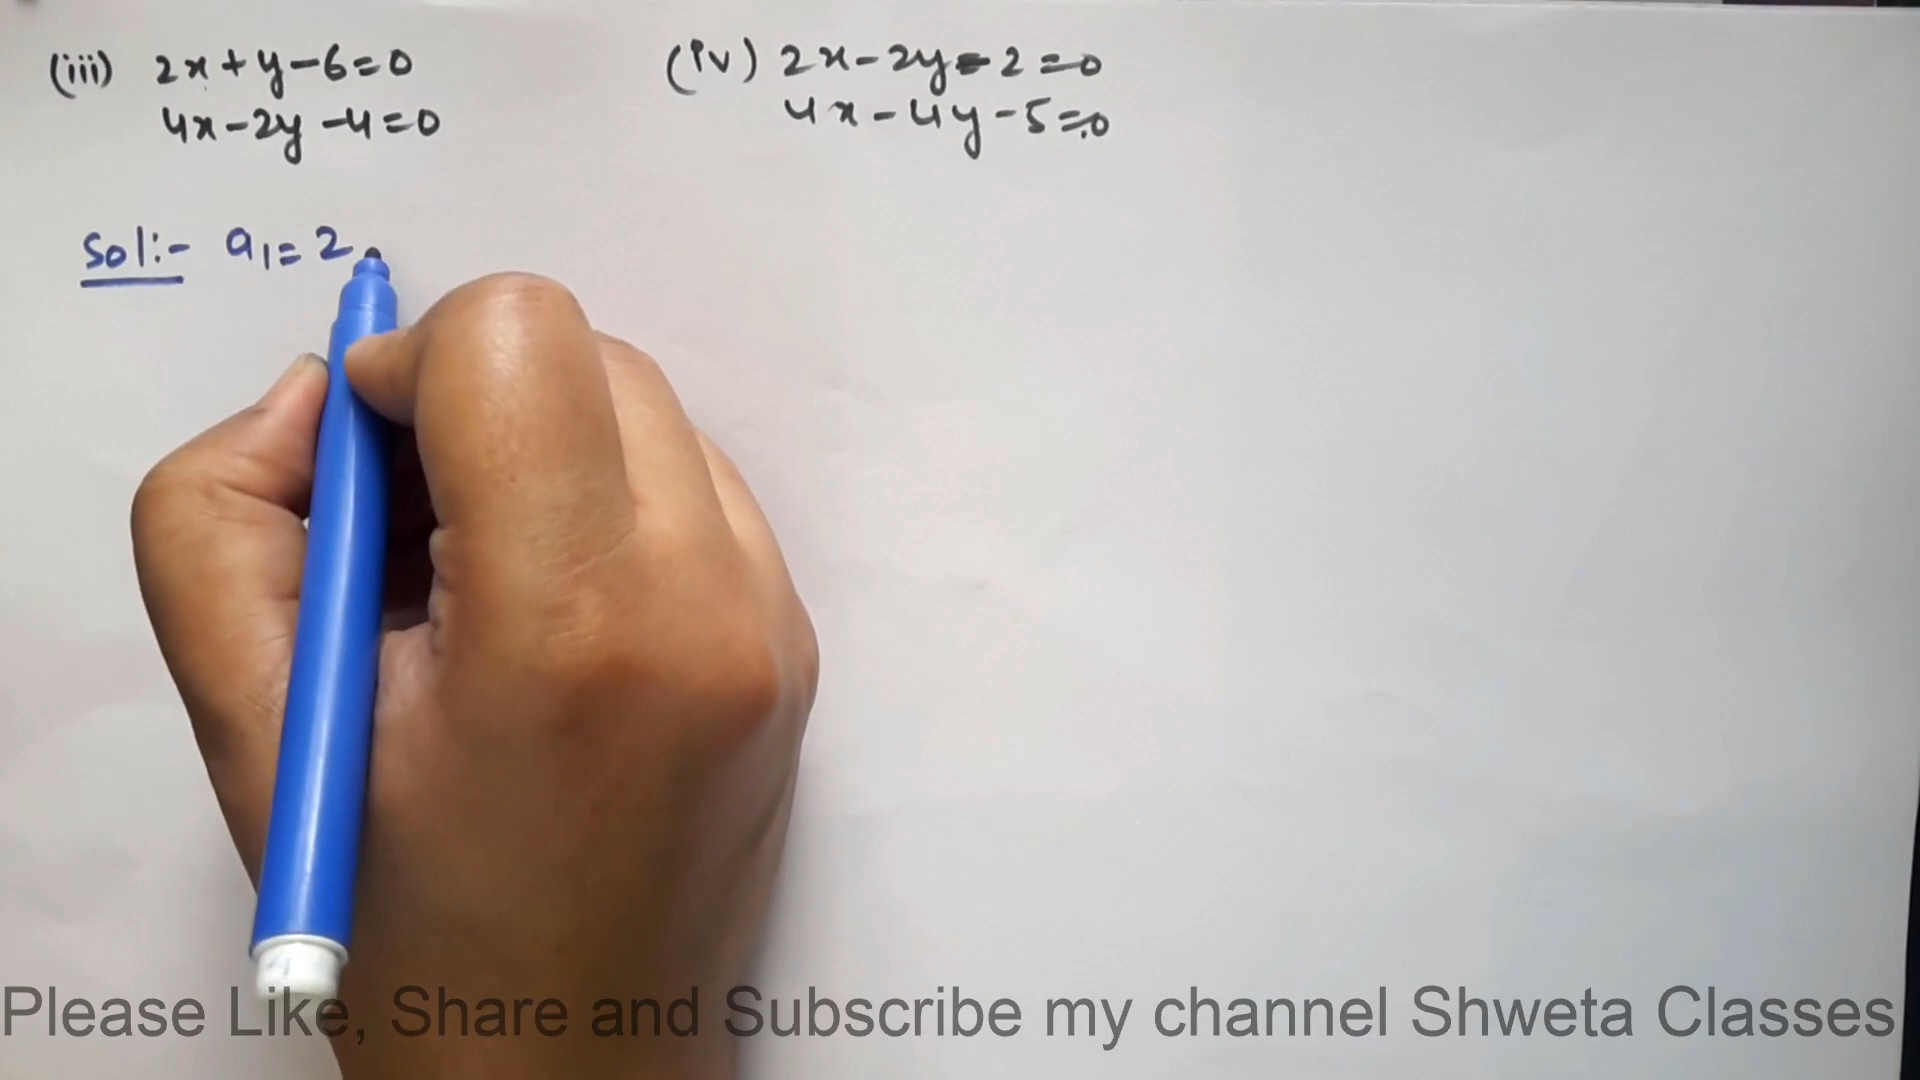 (iii) 2x+y-6=0
4x-2y-4=0
(iv) 2x-2y-2=0
4x-4y-5=0
Sol:- a₁=2
Please Like, Share and Subscribe my channel Shweta Classes